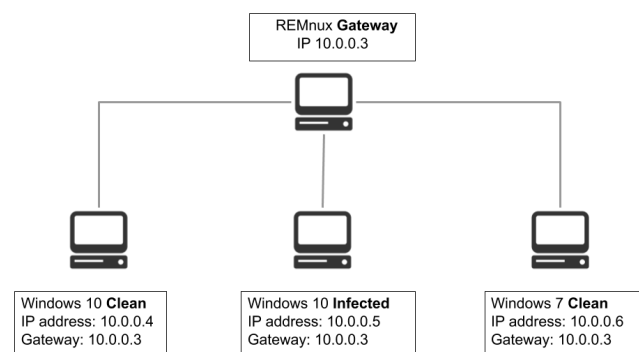 REMnux Gateway
IP 10.0.0.3
Windows 10 Clean
IP address: 10.0.0.4
Gateway: 10.0.0.3
Windows 10 Infected
IP address: 10.0.0.5
Gateway: 10.0.0.3
Windows 7 Clean
IP address: 10.0.0.6
Gateway: 10.0.0.3